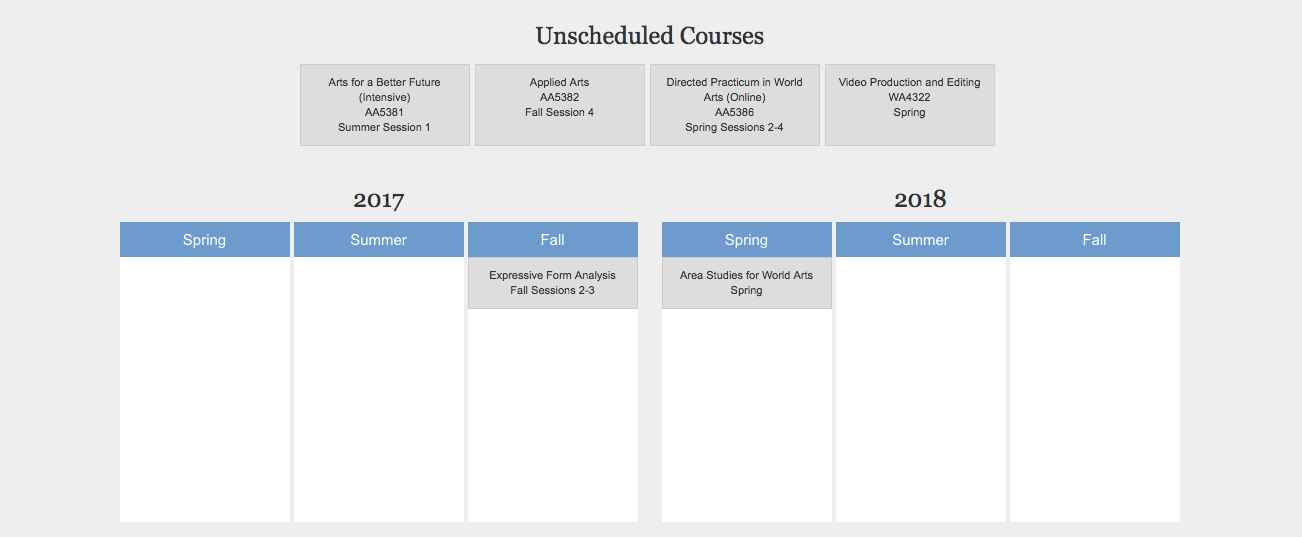 Unscheduled Courses
Arts for a Better Future
(Intensive)
AA5381
Summer Session 1
Applied Arts
AA5382
Fall Session 4
Directed Practicum in World
Arts (Online)
AA5386
Spring Sessions 2-4
Video Production and Editing
WA4322
Spring
2017
Spring
Summer
Fall
Expressive Form Analysis
Fall Sessions 2-3
2018
Spring
Summer
Fall
Area Studies for World Arts
Spring